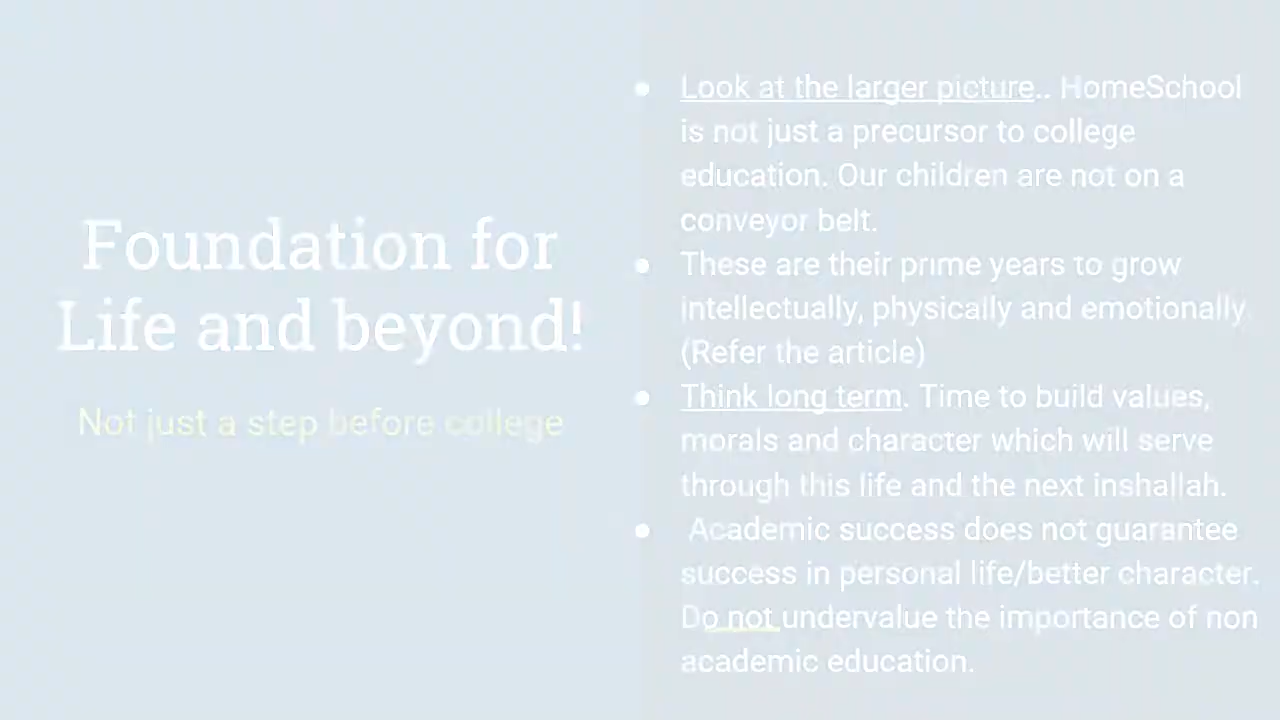 Foundation for
Life and beyond!
Not just a step before college
● Look at the larger picture.. HomeSchool
is not just a precursor to college
education. Our children are not on a
conveyor belt.
● These are their prime years to grow
intellectually, physically and emotionally
(Refer the article)
● Think long term. Time to build values,
morals and character which will serve
through this life and the next inshallah.
● Academic success does not guarantee
success in personal life/better character.
Do not undervalue the importance of non
academic education.